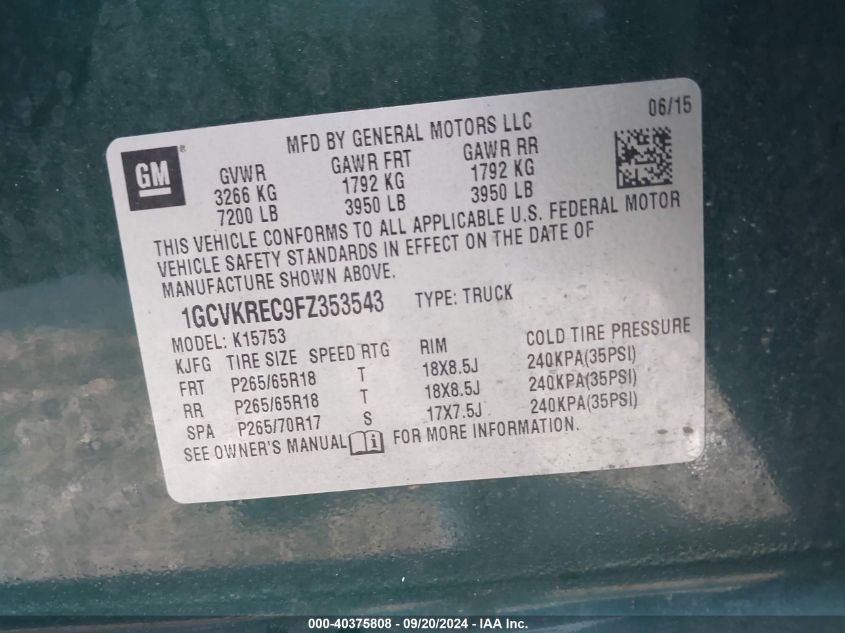 06/15
MFD BY GENERAL MOTORS LLC
GM®
GVWR GAWR FRT GAWR RR
3266 KG 1792 KG 1792 KG
7200 LB 3950 LB 3950 LB
THIS VEHICLE CONFORMS TO ALL APPLICABLE U.S. FEDERAL MOTOR
VEHICLE SAFETY STANDARDS IN EFFECT ON THE DATE OF
MANUFACTURE SHOWN ABOVE.
1GCVKREC9FZ353543 TYPE: TRUCK
MODEL: K15753
KJFG TIRE SIZE SPEED RTG RIM COLD TIRE PRESSURE
FRT P265/65R18 T 18X8.5J 240KPA(35PSI)
RR P265/65R18 T 18X8.5J 240KPA(35PSI)
SPA P265/70R17 S 17X7.5J 240KPA(35PSI)
SEE OWNER'S MANUAL FOR MORE INFORMATION.
000-40375808 - 09/20/2024 - IAA Inc.